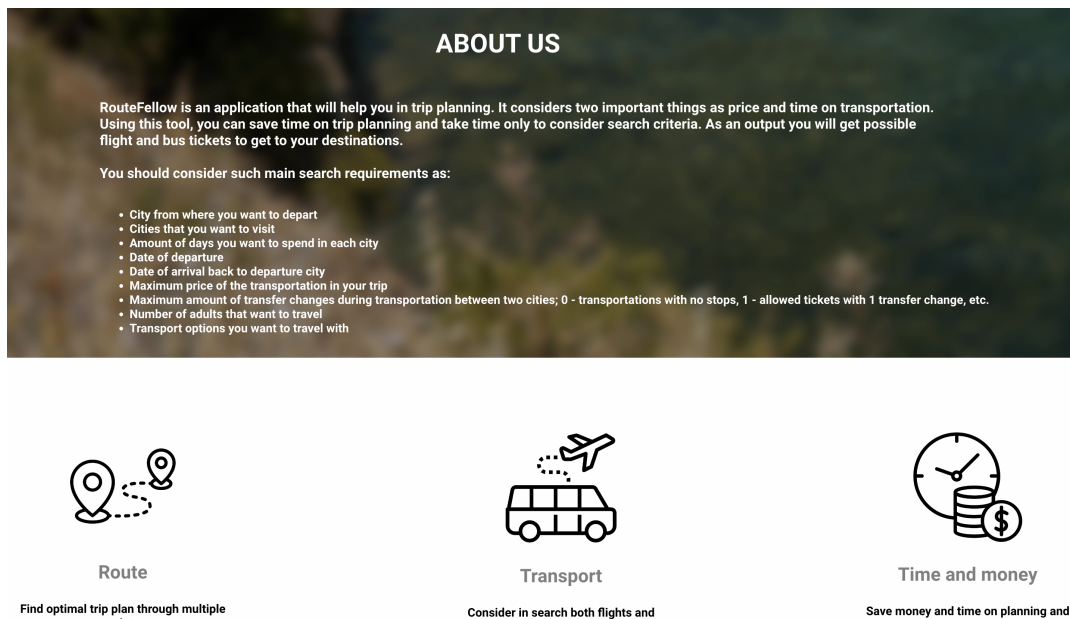 ABOUT US
RouteFellow is an application that will help you in trip planning. It considers two important things as price and time on transportation.
Using this tool, you can save time on trip planning and take time only to consider search criteria. As an output you will get possible
flight and bus tickets to get to your destinations.
You should consider such main search requirements as:
• City from where you want to depart
• Cities that you want to visit
• Amount of days you want to spend in each city
• Date of departure
• Date of arrival back to departure city
• Maximum price of the transportation in your trip
• Maximum amount of transfer changes during transportation between two cities; 0 - transportations with no stops, 1 - allowed tickets with 1 transfer change, etc.
• Number of adults that want to travel
• Transport options you want to travel with
$
Route
Transport
Time and money
Find optimal trip plan through multiple
Consider in search both flights and
Save money and time on planning and